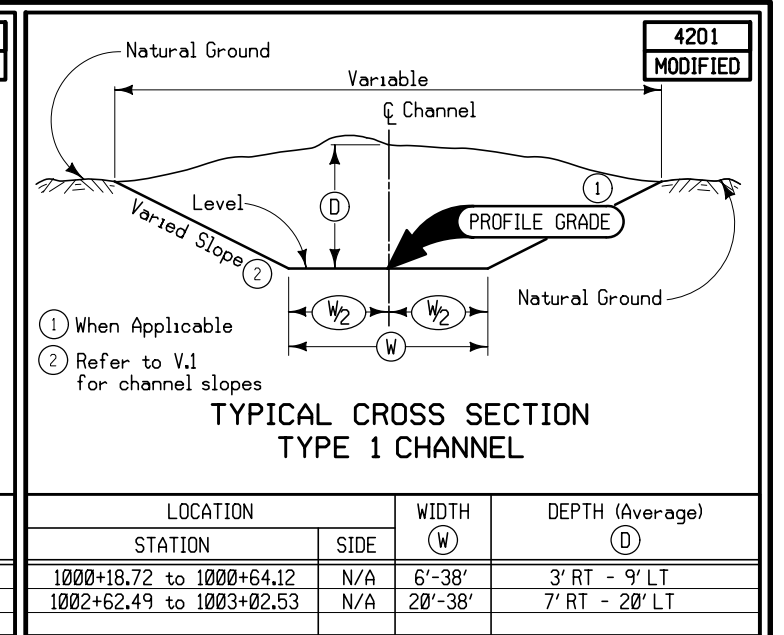 4201
MODIFIED
Natural Ground
Variable
℄ Channel
1
Level
D
PROFILE GRADE
Varied Slope
2
Natural Ground
W/2
W/2
W
1 When Applicable
2 Refer to V.1
for channel slopes
TYPICAL CROSS SECTION
TYPE 1 CHANNEL
LOCATION
WIDTH
DEPTH (Average)
STATION
SIDE
W
D
1000+18.72 to 1000+64.12 N/A 6'-38' 3' RT - 9' LT
1002+62.49 to 1003+02.53 N/A 20'-38' 7' RT - 20' LT